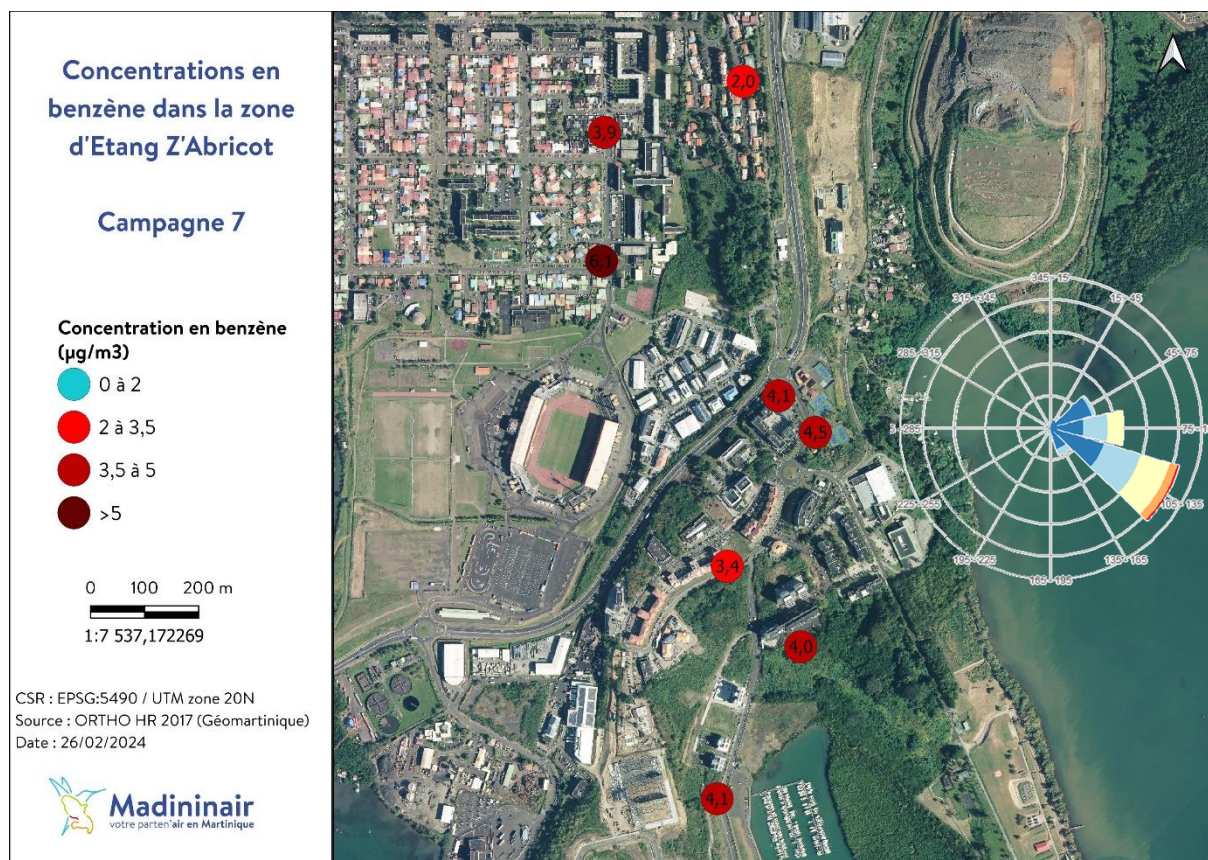 Concentrations en
benzène dans la zone
d'Etang Z'Abricot
Campagne 7
Concentration en benzène
(µg/m3)
0 à 2
2 à 3,5
3,5 à 5
>5
0 100 200 m
1:7 537,172269
CSR : EPSG:5490 / UTM zone 20N
Source : ORTHO HR 2017 (Géomartinique)
Date : 26/02/2024
Madininair
votre parten'air en Martinique
2,0
3,9
6,1
4,1
4,5
3,4
4,0
4,1
345 - 15
315 - 345
15 - 45
285 - 315
45 - 75
105 - 135
225 - 255
195 - 225
135 - 165